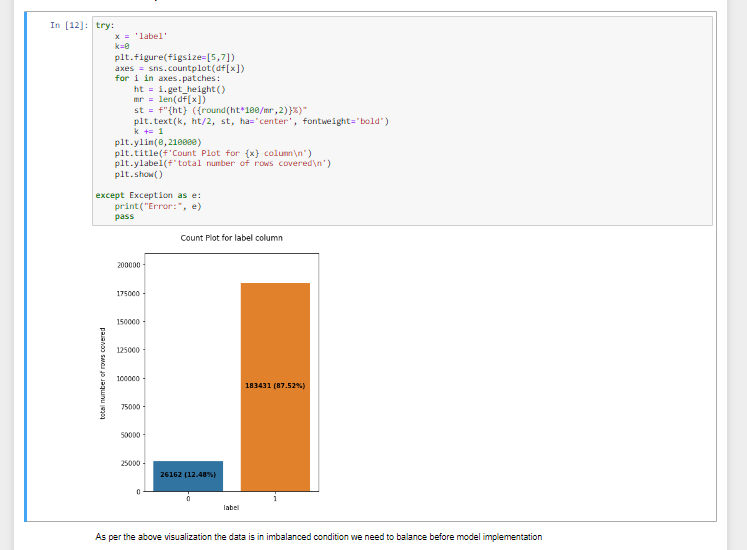 In [12]: try:
x = 'label'
k=0
plt.figure(figsize=[5,7])
axes = sns.countplot(df[x])
for i in axes.patches:
ht = i.get_height()
mr = len(df[x])
st = f"{ht} ({round(ht*100/mr,2)}%)"
plt.text(k, ht/2, st, ha='center', fontweight='bold')
k += 1
plt.ylim(0,210000)
plt.title(f'Count Plot for {x} column\n')
plt.ylabel(f'total number of rows covered\n')
plt.show()
except Exception as e:
print("Error:", e)
pass
Count Plot for label column
200000
175000
150000
125000
100000
75000
50000
25000
0
total number of rows covered
183431 (87.52%)
26162 (12.48%)
0 1
label
As per the above visualization the data is in imbalanced condition we need to balance before model implementation